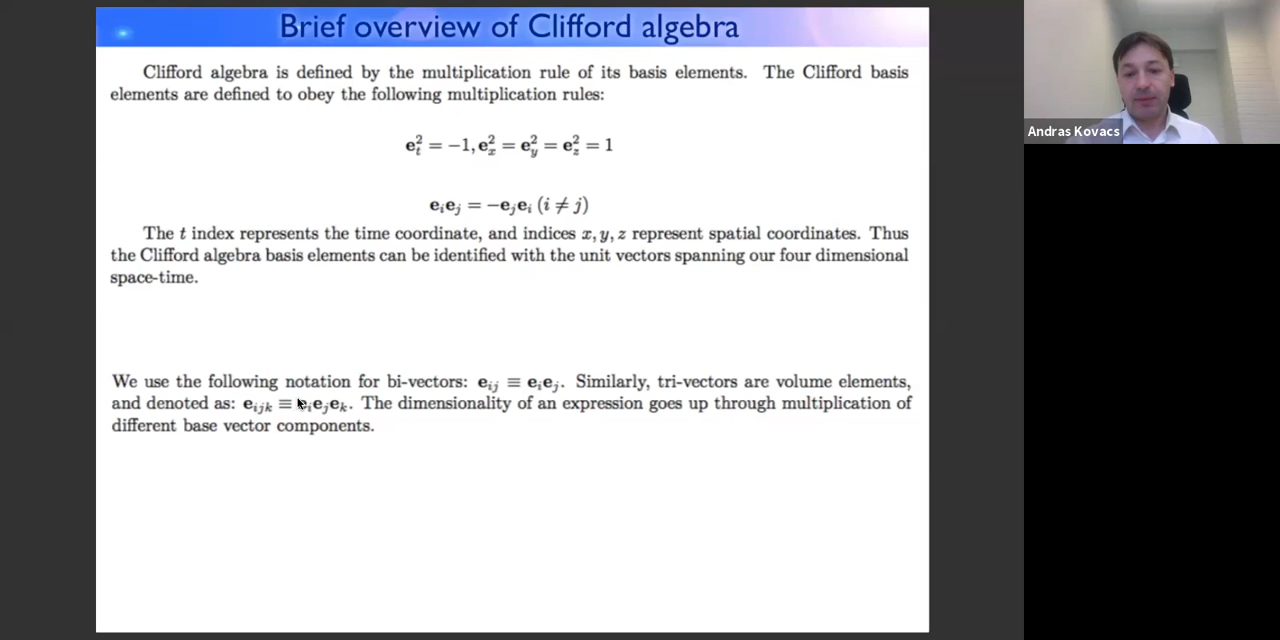 Brief overview of Clifford algebra
Clifford algebra is defined by the multiplication rule of its basis elements. The Clifford basis
elements are defined to obey the following multiplication rules:
e_t^2 = −1, e_x^2 = e_y^2 = e_z^2 = 1
e_i e_j = −e_j e_i (i ≠ j)
The t index represents the time coordinate, and indices x, y, z represent spatial coordinates. Thus
the Clifford algebra basis elements can be identified with the unit vectors spanning our four dimensional
space-time.
We use the following notation for bi-vectors: e_ij ≡ e_i e_j. Similarly, tri-vectors are volume elements,
and denoted as: e_ijk ≡ e_i e_j e_k. The dimensionality of an expression goes up through multiplication of
different base vector components.
Andras Kovacs